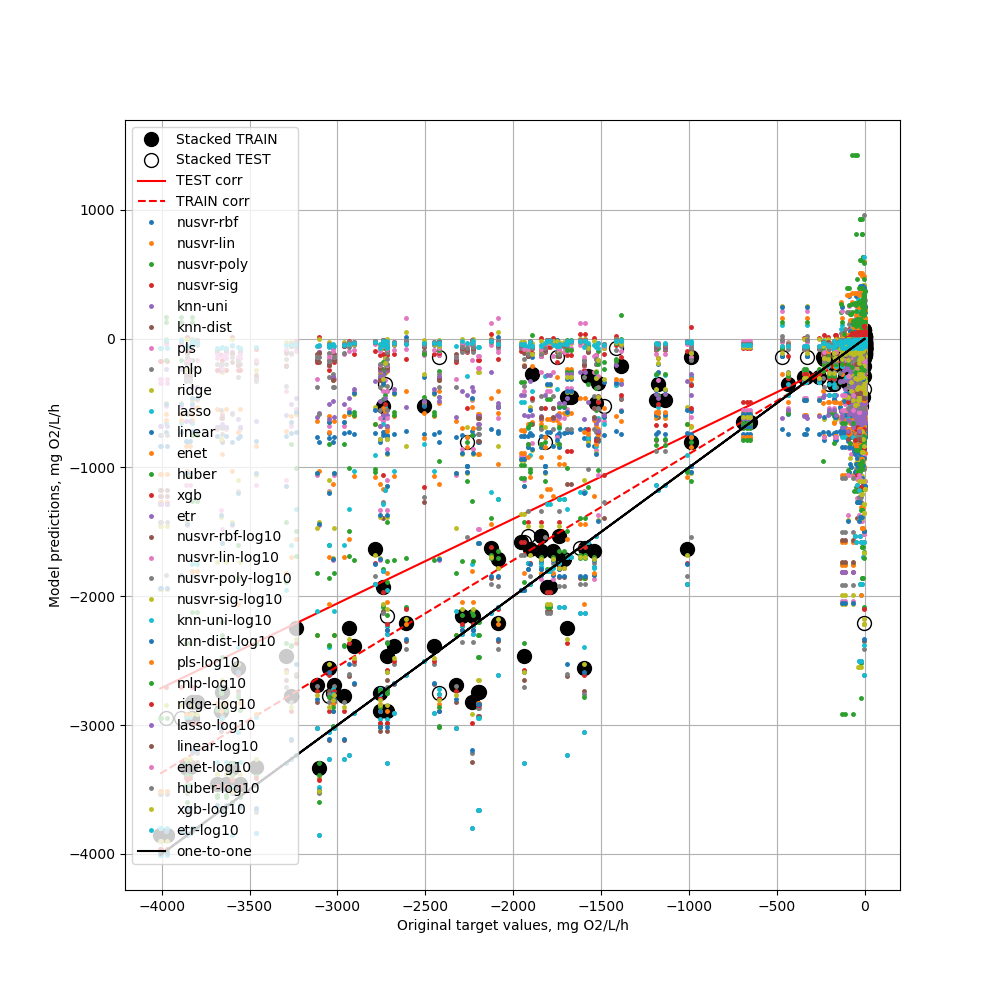 Stacked TRAIN
Stacked TEST
TEST corr
TRAIN corr
nusvr-rbf
nusvr-lin
nusvr-poly
nusvr-sig
knn-uni
knn-dist
pls
mlp
ridge
lasso
linear
enet
huber
xgb
etr
nusvr-rbf-log10
nusvr-lin-log10
nusvr-poly-log10
nusvr-sig-log10
knn-uni-log10
knn-dist-log10
pls-log10
mlp-log10
ridge-log10
lasso-log10
linear-log10
enet-log10
huber-log10
xgb-log10
etr-log10
one-to-one
1000
0
−1000
−2000
−3000
−4000
Model predictions, mg O2/L/h
−4000 −3500 −3000 −2500 −2000 −1500 −1000 −500 0
Original target values, mg O2/L/h